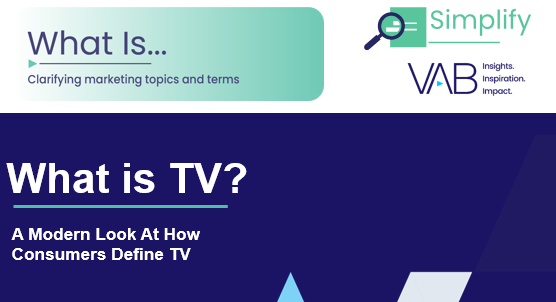 What Is...
Clarifying marketing topics and terms
Simplify
VAB
Insights.
Inspiration.
Impact.
What is TV?
A Modern Look At How
Consumers Define TV